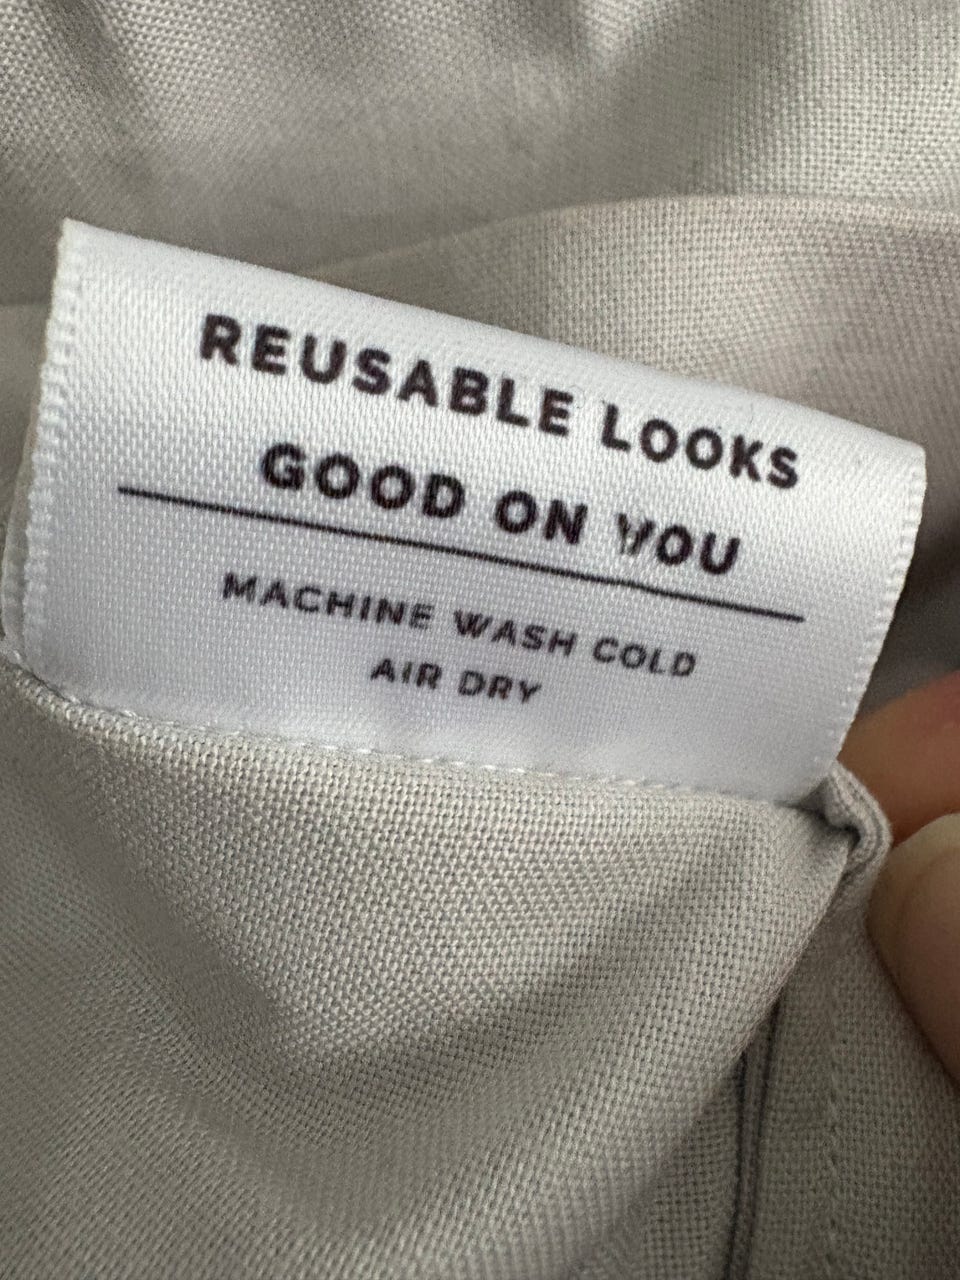 REUSABLE LOOKS
GOOD ON YOU
MACHINE WASH COLD
AIR DRY